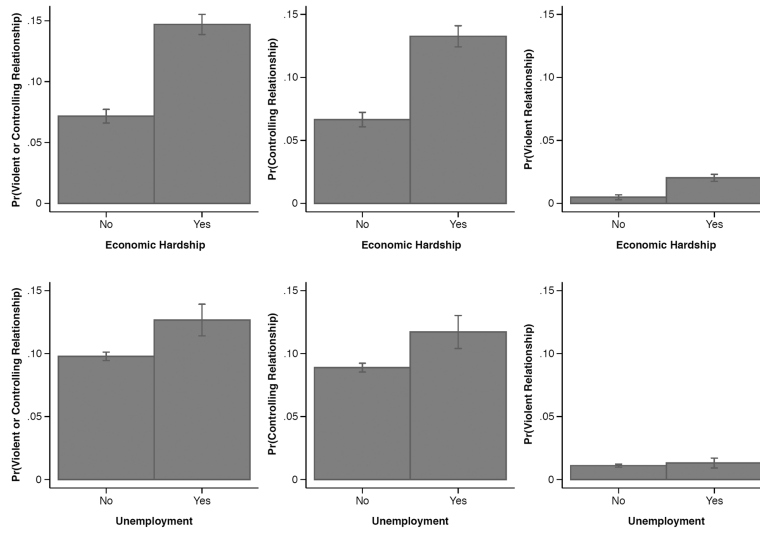 Pr(Violent or Controlling Relationship)
.15
.10
.05
0
No
Yes
Economic Hardship
Pr(Controlling Relationship)
.15
.10
.05
0
No
Yes
Economic Hardship
Pr(Violent Relationship)
.15
.10
.05
0
No
Yes
Economic Hardship
Pr(Violent or Controlling Relationship)
.15
.10
.05
0
No
Yes
Unemployment
Pr(Controlling Relationship)
.15
.10
.05
0
No
Yes
Unemployment
Pr(Violent Relationship)
.15
.10
.05
0
No
Yes
Unemployment